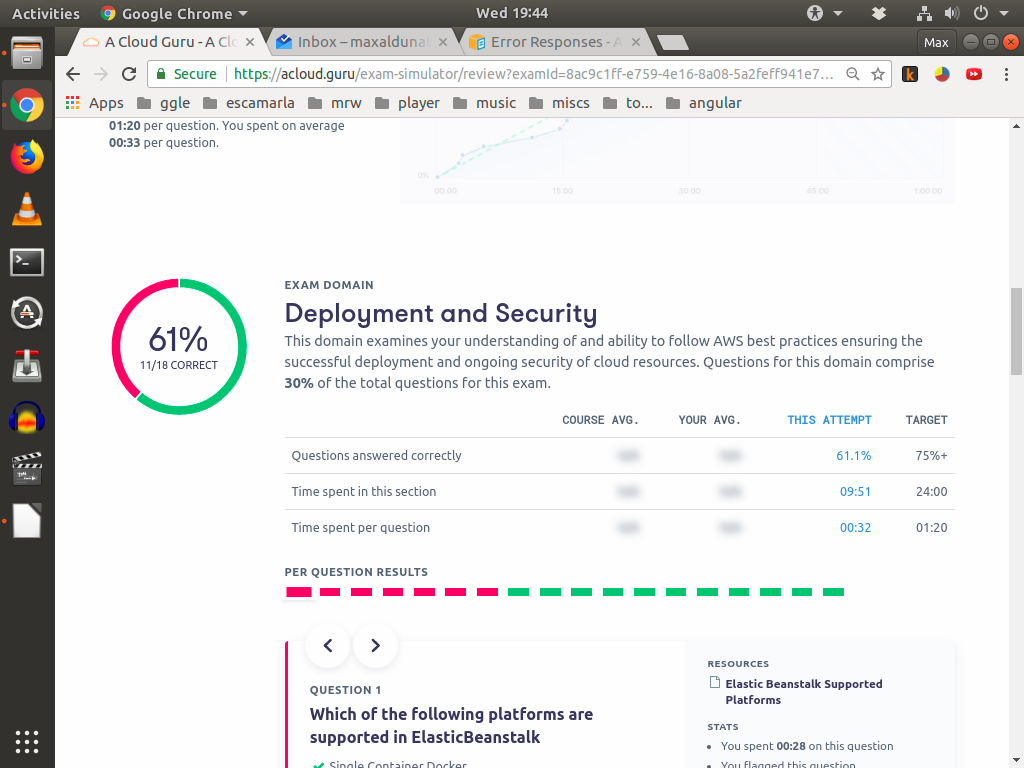 Activities
Google Chrome
Wed 19:44
A Cloud Guru - A Cl
Inbox – maxaldunat
Error Responses - A
Max
Secure
https://acloud.guru/exam-simulator/review?examId=8ac9c1ff-e759-4e16-8a08-5a2feff941e7...
Apps
ggle
escamarla
mrw
player
music
miscs
to...
angular
01:20 per question. You spent on average
00:33 per question.
0%
00:00
15:00
30:00
45:00
1:00:00
EXAM DOMAIN
Deployment and Security
61%
11/18 CORRECT
This domain examines your understanding of and ability to follow AWS best practices ensuring the
successful deployment and ongoing security of cloud resources. Questions for this domain comprise
30% of the total questions for this exam.
COURSE AVG. YOUR AVG. THIS ATTEMPT TARGET
Questions answered correctly 61.1% 75%+
Time spent in this section 09:51 24:00
Time spent per question 00:32 01:20
PER QUESTION RESULTS
QUESTION 1
Which of the following platforms are
supported in ElasticBeanstalk
Single Container Docker
RESOURCES
Elastic Beanstalk Supported
Platforms
STATS
You spent 00:28 on this question
You flagged this question